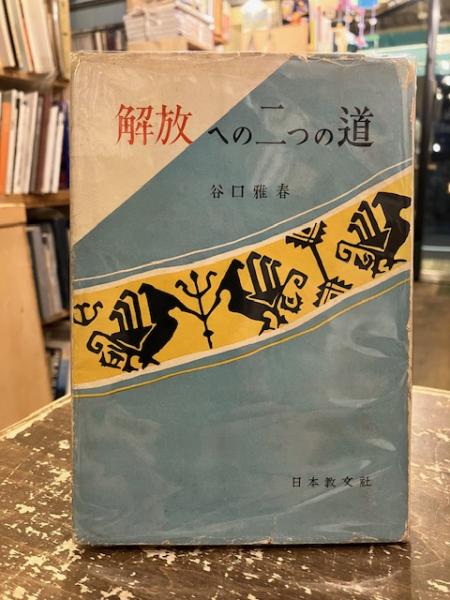 解放への二つの道
谷口雅春
日本教文社